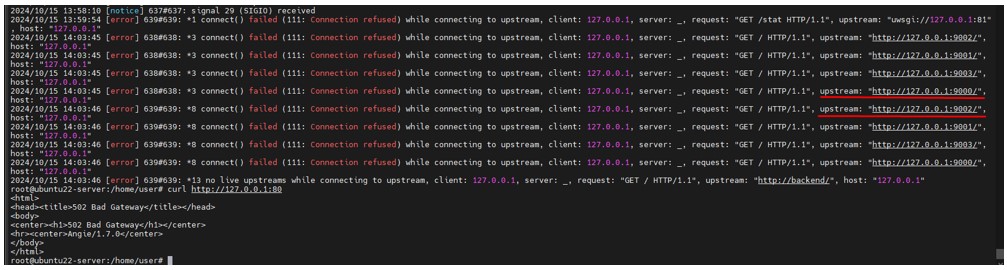 2024/10/15 13:58:10 [notice] 637#637: signal 29 (SIGIO) received
2024/10/15 13:59:54 [error] 639#639: *1 connect() failed (111: Connection refused) while connecting to upstream, client: 127.0.0.1, server: _, request: "GET /stat HTTP/1.1", upstream: "uwsgi://127.0.0.1:81"
, host: "127.0.0.1"
2024/10/15 14:03:45 [error] 638#638: *3 connect() failed (111: Connection refused) while connecting to upstream, client: 127.0.0.1, server: _, request: "GET / HTTP/1.1", upstream: "http://127.0.0.1:9002/",
host: "127.0.0.1"
2024/10/15 14:03:45 [error] 638#638: *3 connect() failed (111: Connection refused) while connecting to upstream, client: 127.0.0.1, server: _, request: "GET / HTTP/1.1", upstream: "http://127.0.0.1:9001/",
host: "127.0.0.1"
2024/10/15 14:03:45 [error] 638#638: *3 connect() failed (111: Connection refused) while connecting to upstream, client: 127.0.0.1, server: _, request: "GET / HTTP/1.1", upstream: "http://127.0.0.1:9003/",
host: "127.0.0.1"
2024/10/15 14:03:45 [error] 638#638: *3 connect() failed (111: Connection refused) while connecting to upstream, client: 127.0.0.1, server: _, request: "GET / HTTP/1.1", upstream: "http://127.0.0.1:9000/",
host: "127.0.0.1"
2024/10/15 14:03:46 [error] 639#639: *8 connect() failed (111: Connection refused) while connecting to upstream, client: 127.0.0.1, server: _, request: "GET / HTTP/1.1", upstream: "http://127.0.0.1:9002/",
host: "127.0.0.1"
2024/10/15 14:03:46 [error] 639#639: *8 connect() failed (111: Connection refused) while connecting to upstream, client: 127.0.0.1, server: _, request: "GET / HTTP/1.1", upstream: "http://127.0.0.1:9001/",
host: "127.0.0.1"
2024/10/15 14:03:46 [error] 639#639: *8 connect() failed (111: Connection refused) while connecting to upstream, client: 127.0.0.1, server: _, request: "GET / HTTP/1.1", upstream: "http://127.0.0.1:9003/",
host: "127.0.0.1"
2024/10/15 14:03:46 [error] 639#639: *8 connect() failed (111: Connection refused) while connecting to upstream, client: 127.0.0.1, server: _, request: "GET / HTTP/1.1", upstream: "http://127.0.0.1:9000/",
host: "127.0.0.1"
2024/10/15 14:03:46 [error] 639#639: *13 no live upstreams while connecting to upstream, client: 127.0.0.1, server: _, request: "GET / HTTP/1.1", upstream: "http://backend/", host: "127.0.0.1"
root@ubuntu22-server:/home/user# curl http://127.0.0.1:80
<html>
<head><title>502 Bad Gateway</title></head>
<body>
<center><h1>502 Bad Gateway</h1></center>
<hr><center>Angie/1.7.0</center>
</body>
</html>
root@ubuntu22-server:/home/user#